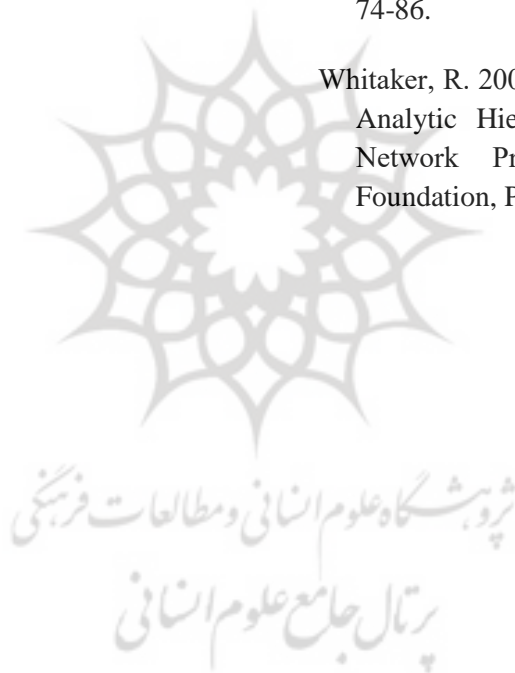 74-86.
Whitaker, R. 200
Analytic Hie
Network Pr
Foundation, P
پژوهشگاه علوم انسانی و مطالعات فرهنگی
پرتال جامع علوم انسانی